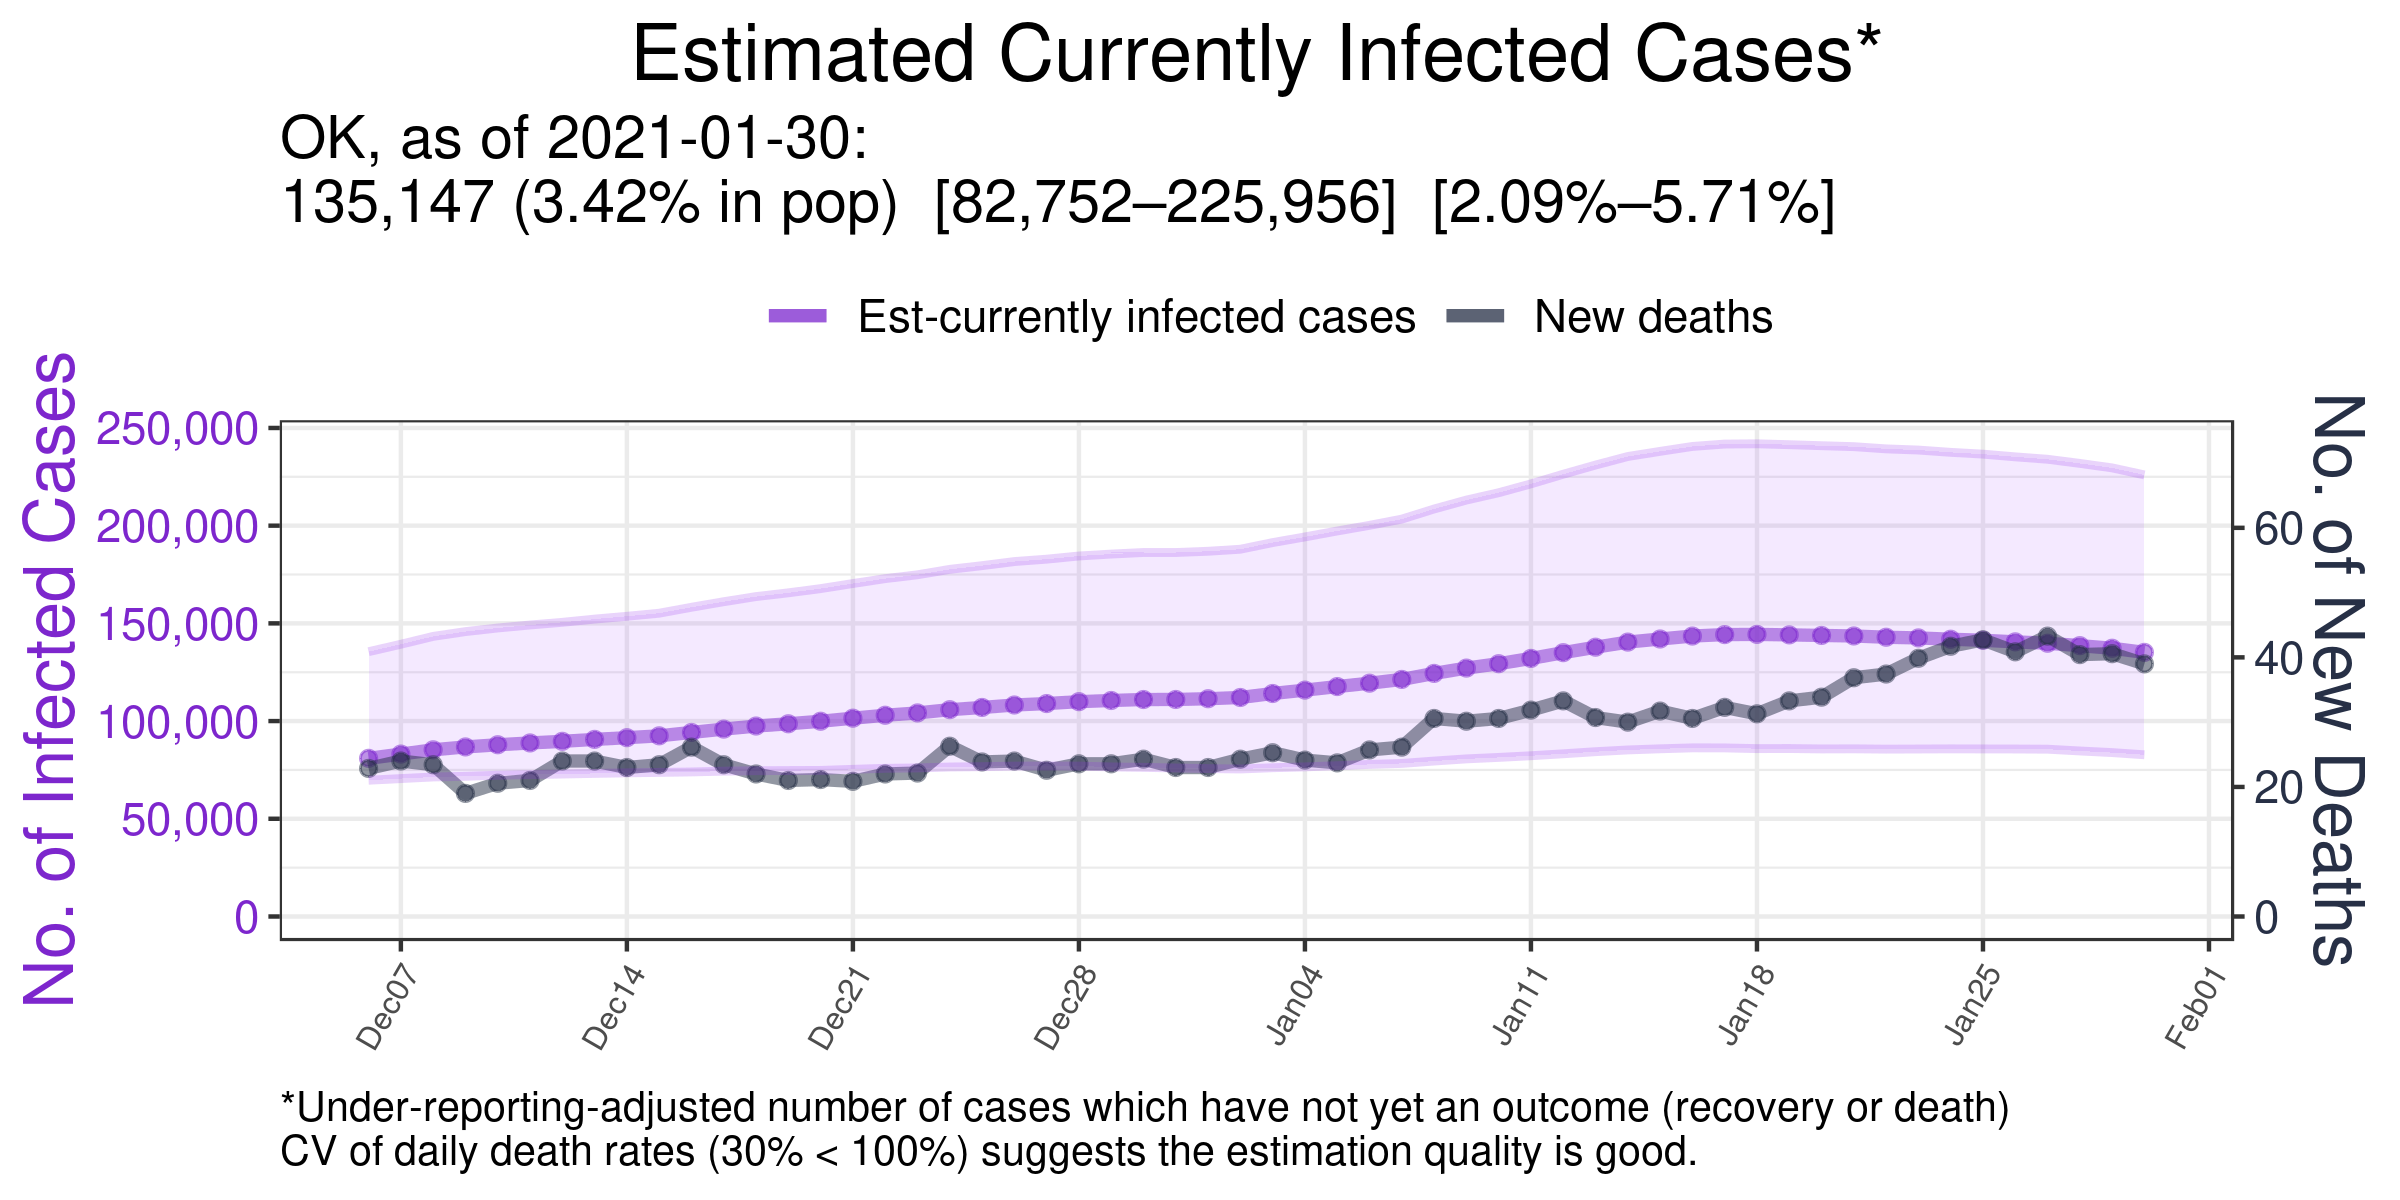 Estimated Currently Infected Cases*
OK, as of 2021-01-30:
135,147 (3.42% in pop) [82,752–225,956] [2.09%–5.71%]
Est-currently infected cases
New deaths
No. of Infected Cases
250,000
200,000
150,000
100,000
50,000
0
60
40
20
0
No. of New Deaths
Dec07
Dec14
Dec21
Dec28
Jan04
Jan11
Jan18
Jan25
Feb01
*Under-reporting-adjusted number of cases which have not yet an outcome (recovery or death)
CV of daily death rates (30% < 100%) suggests the estimation quality is good.